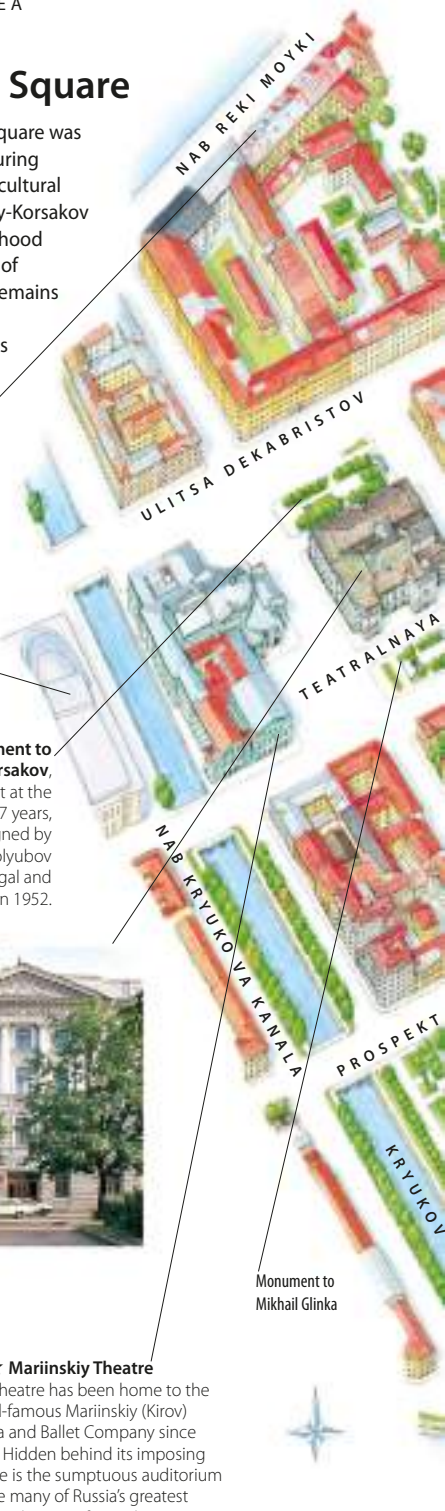 E A
Square
quare was
uring
cultural
y-Korsakov
hood
of
emains
s
NAB REKI MOYKI
ULITSA DEKABRISTOV
TEATRALNAYA
ment to
rsakov,
t at the
7 years,
gned by
olyubov
gal and
n 1952.
NAB KRYUKOVA KANALA
PROSPEKT
KRYUKOV
Monument to
Mikhail Glinka
Mariinskiy Theatre
heatre has been home to the
d-famous Mariinskiy (Kirov)
a and Ballet Company since
Hidden behind its imposing
e is the sumptuous auditorium
e many of Russia's greatest